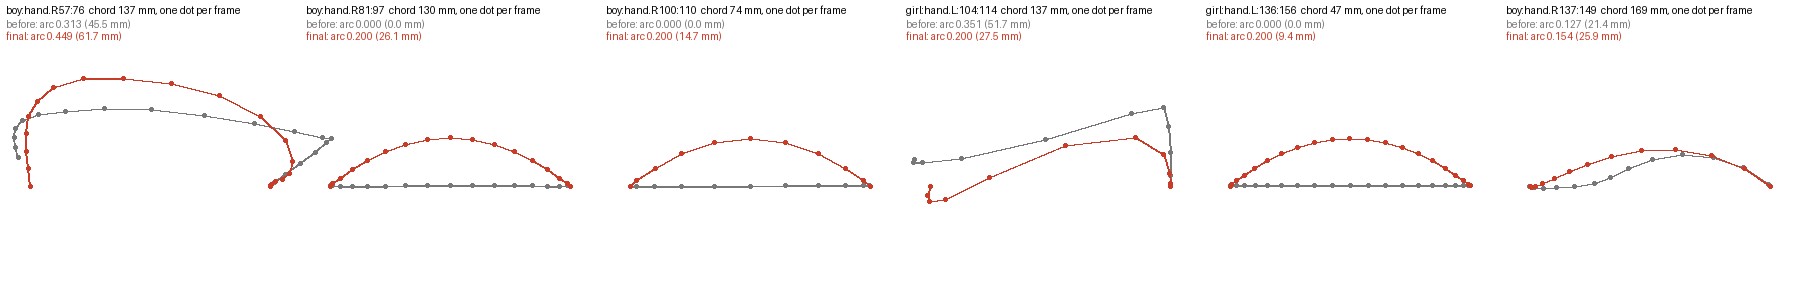 boy:hand.R57:76 chord 137 mm, one dot per frame
before: arc 0.313 (45.5 mm)
final: arc 0.449 (61.7 mm)
boy:hand.R81:97 chord 130 mm, one dot per frame
before: arc 0.000 (0.0 mm)
final: arc 0.200 (26.1 mm)
boy:hand.R100:110 chord 74 mm, one dot per frame
before: arc 0.000 (0.0 mm)
final: arc 0.200 (14.7 mm)
girl:hand.L:104:114 chord 137 mm, one dot per frame
before: arc 0.351 (51.7 mm)
final: arc 0.200 (27.5 mm)
girl:hand.L:136:156 chord 47 mm, one dot per frame
before: arc 0.000 (0.0 mm)
final: arc 0.200 (9.4 mm)
boy:hand.R137:149 chord 169 mm, one dot per frame
before: arc 0.127 (21.4 mm)
final: arc 0.154 (25.9 mm)